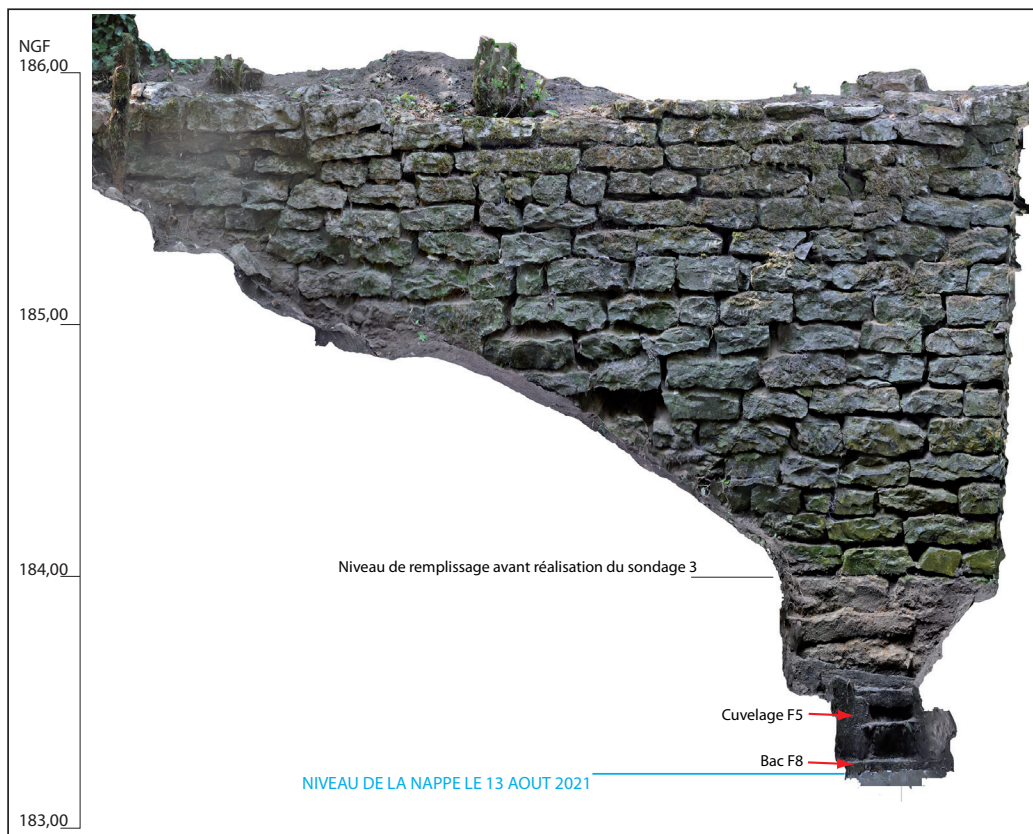 NGF
186,00
185,00
184,00
Niveau de remplissage avant réalisation du sondage 3
Cuvelage F5
Bac F8
NIVEAU DE LA NAPPE LE 13 AOUT 2021
183,00